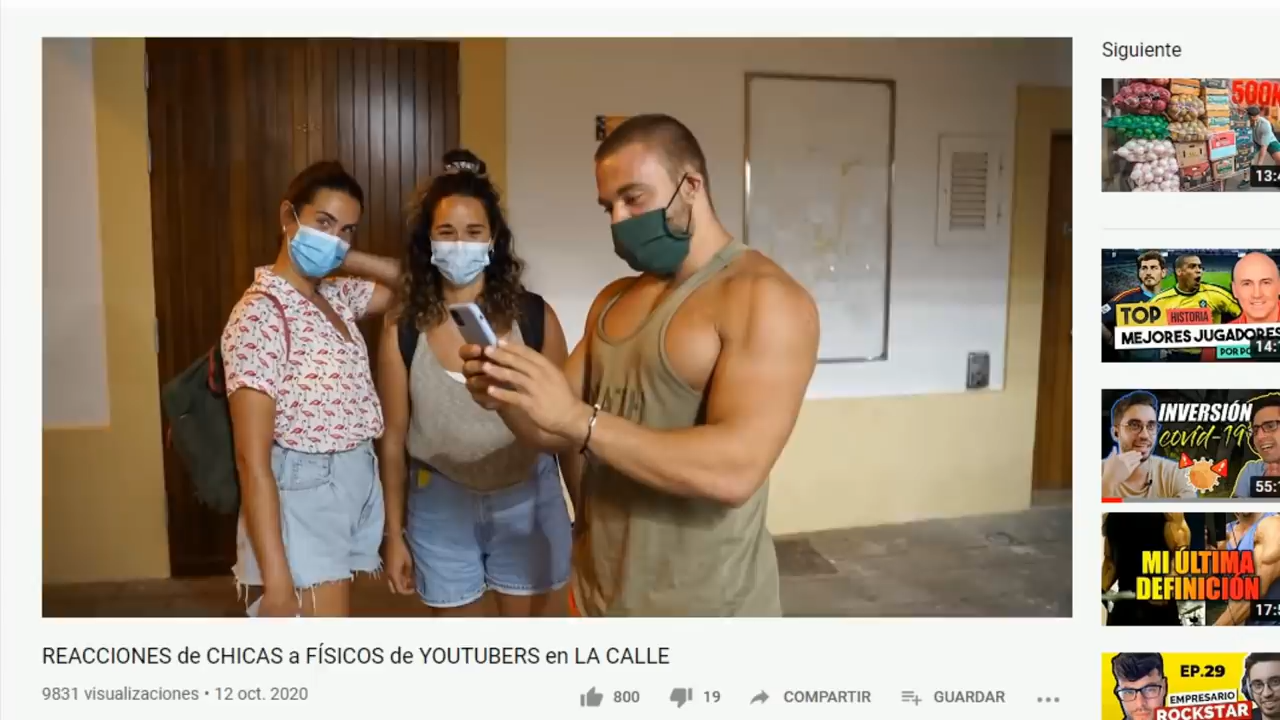 Siguiente
500K
13:4
TOP
HISTORIA
MEJORES JUGADORES
POR PO
14:
INVERSIÓN
covid-19
55:
MI ÚLTIMA
DEFINICIÓN
17:5
EP.29
EMPRESARIO
ROCKSTAR
REACCIONES de CHICAS a FÍSICOS de YOUTUBERS en LA CALLE
9831 visualizaciones • 12 oct. 2020
800
19
COMPARTIR
GUARDAR